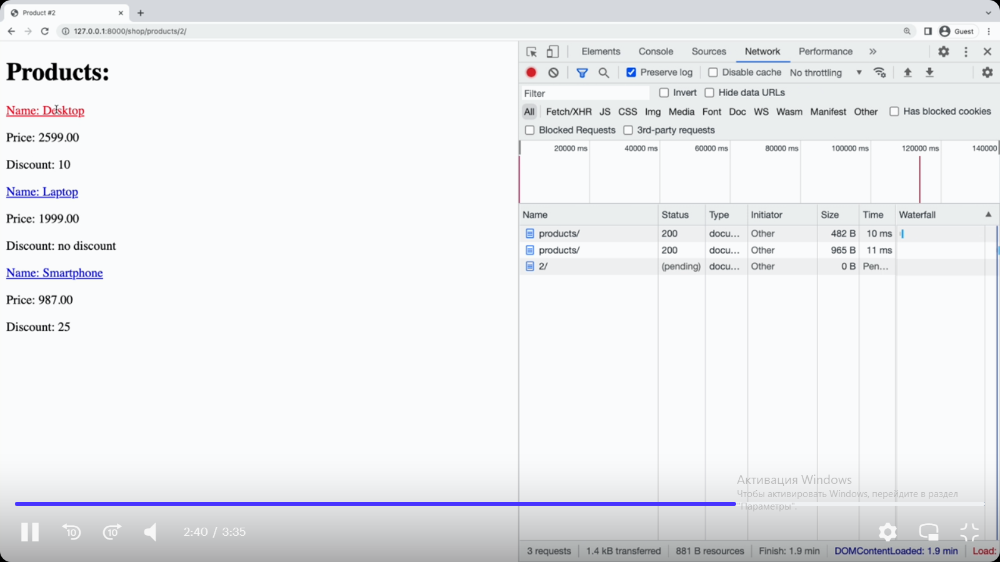 Product #2
127.0.0.1:8000/shop/products/2/
Guest
Products:
Name: Desktop
Price: 2599.00
Discount: 10
Name: Laptop
Price: 1999.00
Discount: no discount
Name: Smartphone
Price: 987.00
Discount: 25
Elements Console Sources Network Performance
Preserve log Disable cache No throttling
Filter Invert Hide data URLs
All Fetch/XHR JS CSS Img Media Font Doc WS Wasm Manifest Other Has blocked cookies
Blocked Requests 3rd-party requests
20000 ms 40000 ms 60000 ms 80000 ms 100000 ms 120000 ms 140000
Name Status Type Initiator Size Time Waterfall
products/ 200 docu... Other 482 B 10 ms
products/ 200 docu... Other 965 B 11 ms
2/ (pending) docu... Other 0 B Pen...
Активация Windows
Чтобы активировать Windows, перейдите в раздел
"Параметры".
10 10 2:40 / 3:35
3 requests 1.4 kB transferred 881 B resources Finish: 1.9 min DOMContentLoaded: 1.9 min Load: